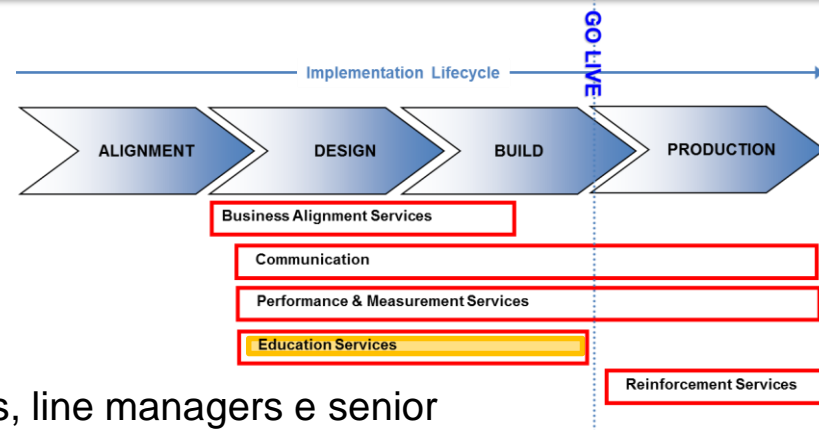 GO LIVE
Implementation Lifecycle
ALIGNMENT DESIGN BUILD PRODUCTION
Business Alignment Services
Communication
Performance & Measurement Services
Education Services
Reinforcement Services
s, line managers e senior